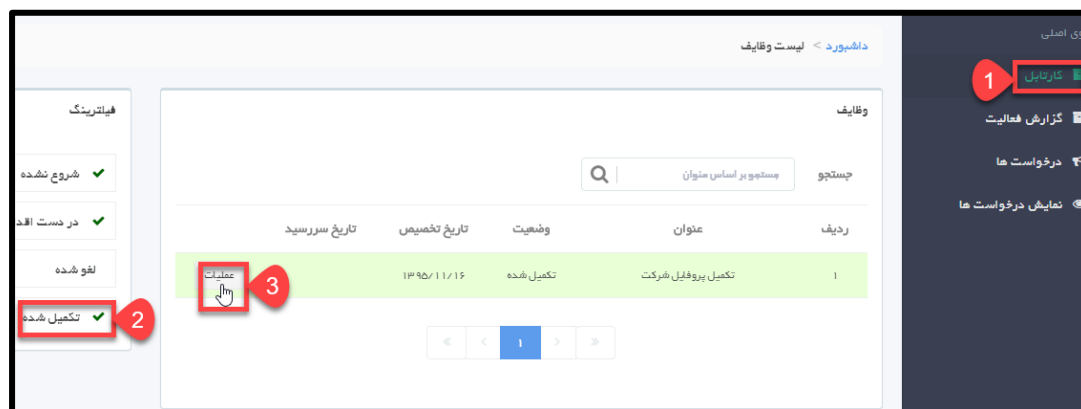 وی اصلی
1
کارتابل
گزارش فعالیت
درخواست ها
نمایش درخواست ها
داشبورد > لیست وظایف
وظایف
جستجو
جستجو بر اساس عنوان
ردیف عنوان وضعیت تاریخ تخصیص تاریخ سررسید
۱ تکمیل پروفایل شرکت تکمیل شده ۱۳۹۵/۱۱/۱۶ عملیات
3
« < ۱ > »
فیلترینگ
شروع نشده
در دست اقد
لغو شده
تکمیل شده
2